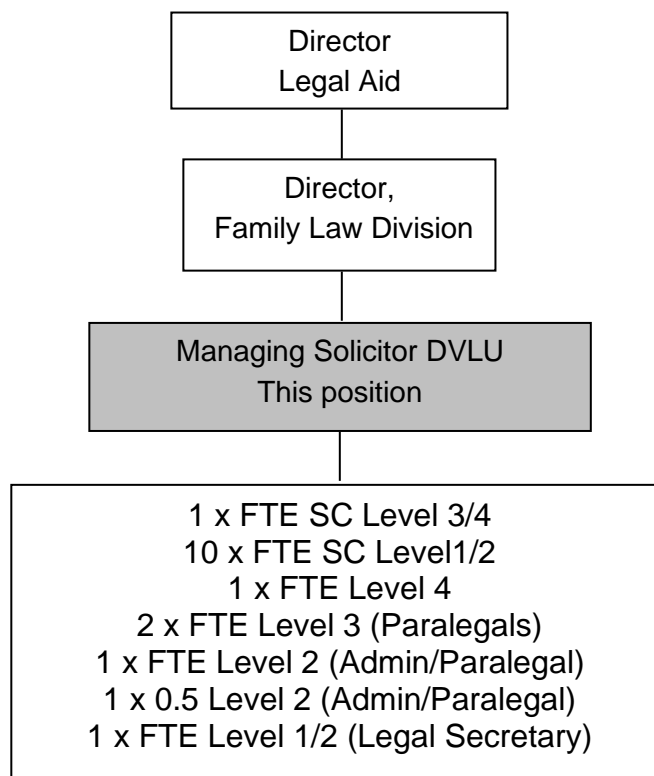 Director
Legal Aid
Director,
Family Law Division
Managing Solicitor DVLU
This position
1 x FTE SC Level 3/4
10 x FTE SC Level1/2
1 x FTE Level 4
2 x FTE Level 3 (Paralegals)
1 x FTE Level 2 (Admin/Paralegal)
1 x 0.5 Level 2 (Admin/Paralegal)
1 x FTE Level 1/2 (Legal Secretary)